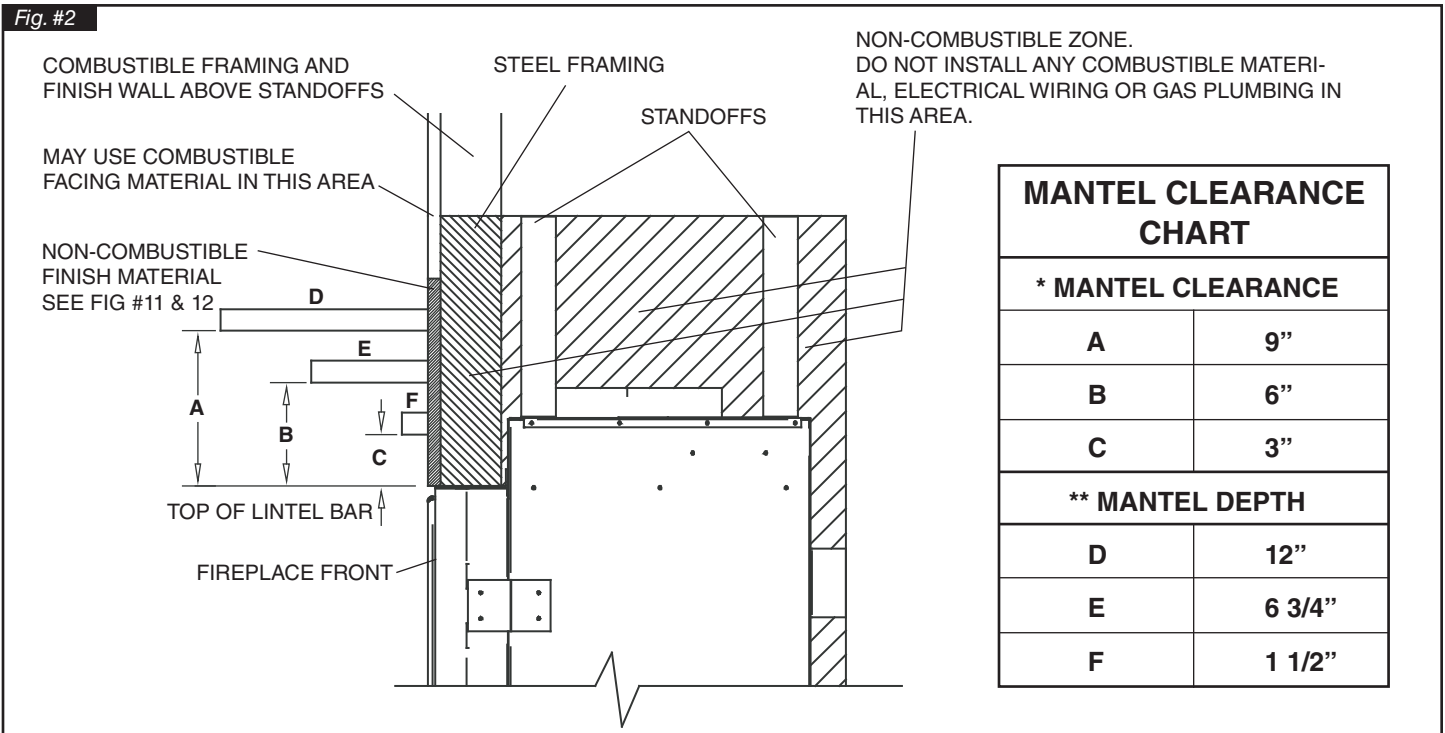 Fig. #2
COMBUSTIBLE FRAMING AND
FINISH WALL ABOVE STANDOFFS
STEEL FRAMING
STANDOFFS
NON-COMBUSTIBLE ZONE.
DO NOT INSTALL ANY COMBUSTIBLE MATERI-
AL, ELECTRICAL WIRING OR GAS PLUMBING IN
THIS AREA.
MAY USE COMBUSTIBLE
FACING MATERIAL IN THIS AREA
NON-COMBUSTIBLE
FINISH MATERIAL
SEE FIG #11 & 12
D
E
F
A
B
C
TOP OF LINTEL BAR
FIREPLACE FRONT
MANTEL CLEARANCE
CHART
* MANTEL CLEARANCE
A 9”
B 6”
C 3”
** MANTEL DEPTH
D 12”
E 6 3/4”
F 1 1/2”